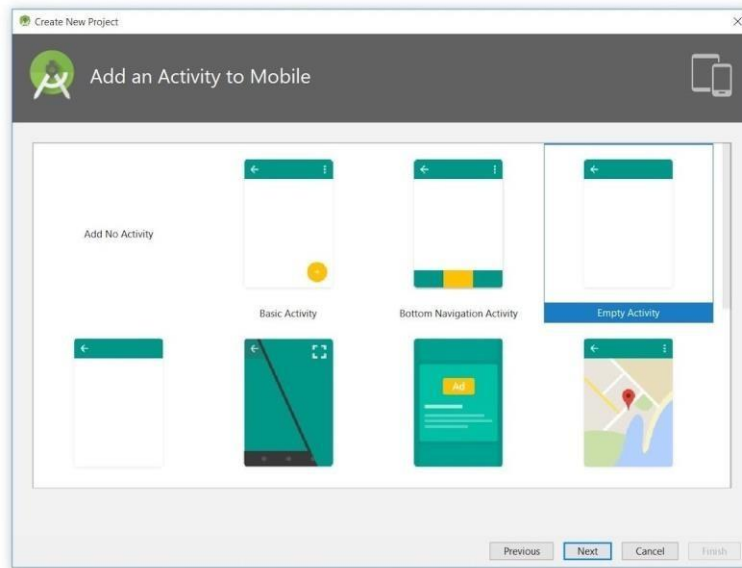 Create New Project
Add an Activity to Mobile
Add No Activity
Basic Activity
Bottom Navigation Activity
Empty Activity
Ad
Previous
Next
Cancel
Finish